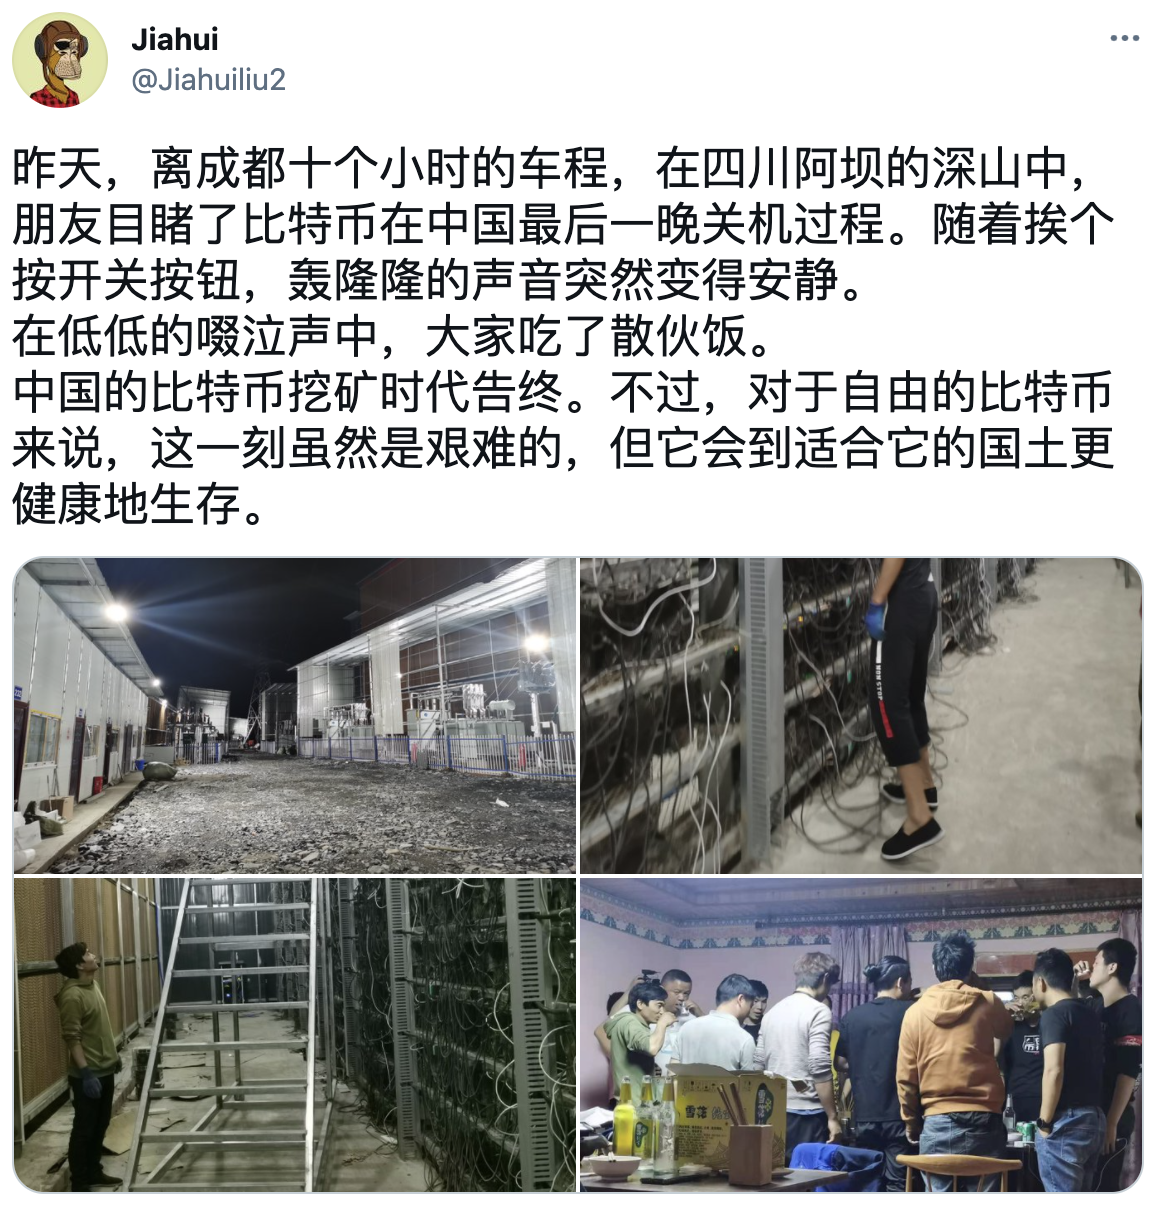 Jiahui
@Jiahuiliu2
昨天，离成都十个小时的车程，在四川阿坝的深山中，
朋友目睹了比特币在中国最后一晚关机过程。随着挨个
按开关按钮，轰隆隆的声音突然变得安静。
在低低的啜泣声中，大家吃了散伙饭。
中国的比特币挖矿时代告终。不过，对于自由的比特币
来说，这一刻虽然是艰难的，但它会到适合它的国土更
健康地生存。
NON STOP
雪花